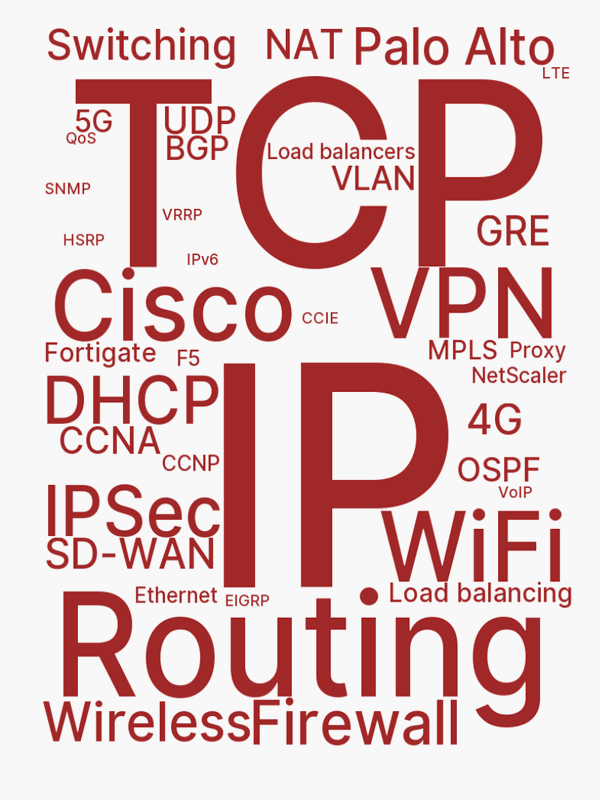 Switching NAT Palo Alto
LTE
TCP
5G UDP
QoS BGP Load balancers
VLAN
SNMP
VRRP
HSRP GRE
IPv6
Cisco CCIE VPN
Fortigate F5 MPLS Proxy
NetScaler
IP
DHCP 4G
CCNA
CCNP OSPF
VoIP
IPSec WiFi
SD-WAN
Ethernet EIGRP Load balancing
Routing
Wireless Firewall